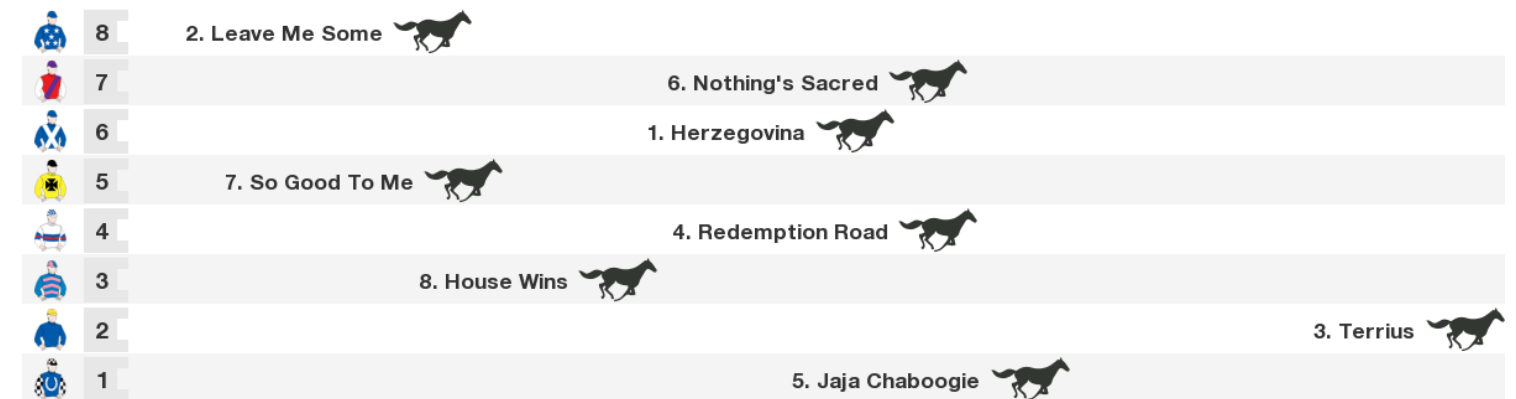 8 2. Leave Me Some
7 6. Nothing's Sacred
6 1. Herzegovina
5 7. So Good To Me
4 4. Redemption Road
3 8. House Wins
2 3. Terrius
1 5. Jaja Chaboogie